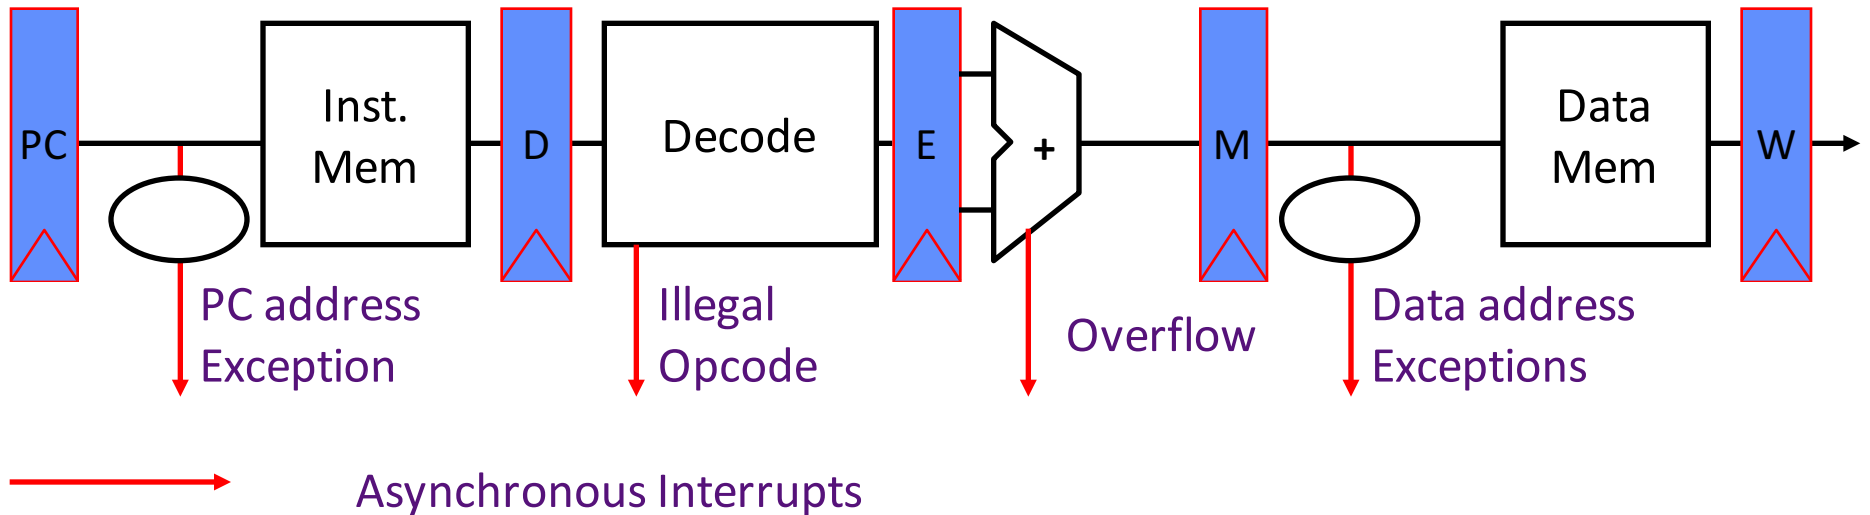 PC
Inst.
Mem
D
Decode
E
+
M
Data
Mem
W
PC address
Exception
Illegal
Opcode
Overflow
Data address
Exceptions
Asynchronous Interrupts